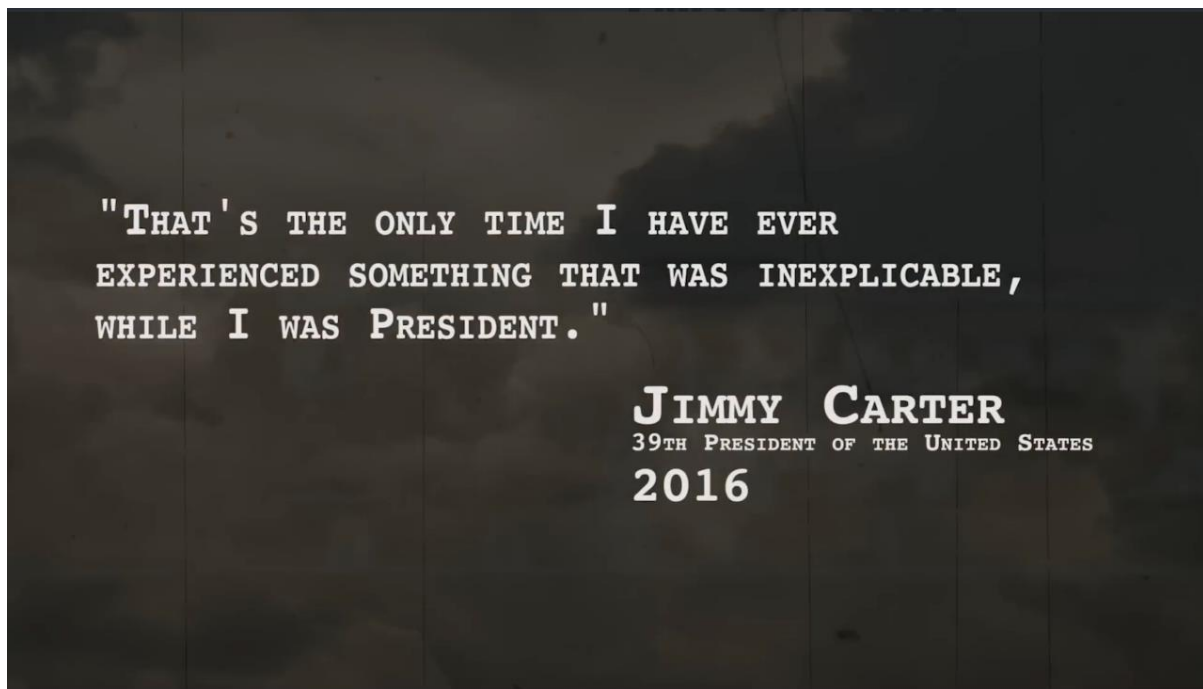 "That's the only time I have ever
experienced something that was inexplicable,
while I was President."
Jimmy Carter
39th President of the United States
2016